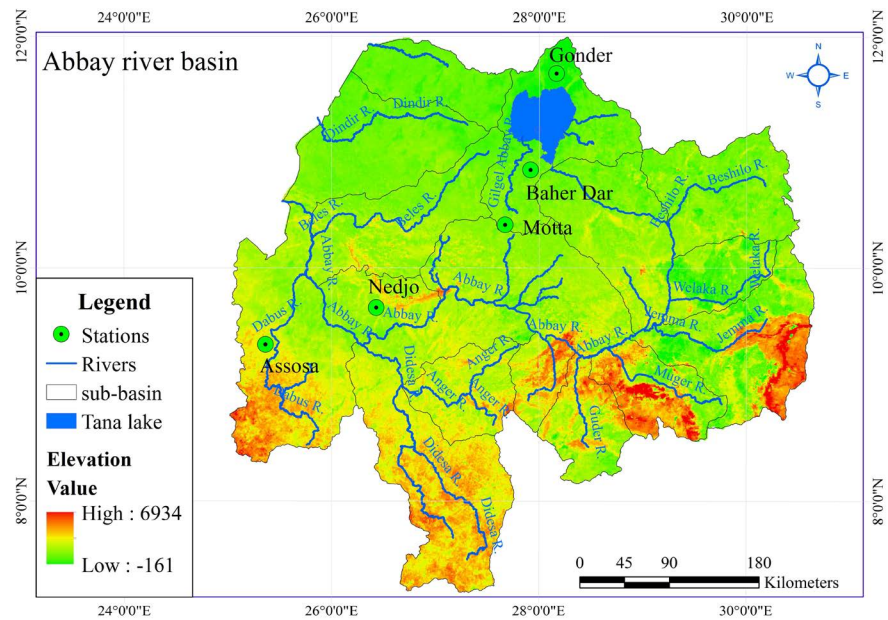 24°0'0"E 26°0'0"E 28°0'0"E 30°0'0"E
12°0'0"N
12°0'0"N
Abbay river basin
Gonder
N
W E
S
Dindir R.
Dindir R.
Gilgel Abbay R.
Baher Dar
Beshilo R.
Beshilo R.
Beles R.
Beles R.
Motta
10°0'0"N
10°0'0"N
Abbay R.
Abbay R.
Welaka R.
Welaka R.
Nedjo
Legend
Stations
Rivers
sub-basin
Tana lake
Elevation
Value
High : 6934
Low : -161
Dabus R.
Abbay R.
Abbay R.
Abbay R.
Abbay R.
Jemma R.
Jemma R.
Assosa
Dabus R.
Didesa R.
Anger R.
Anger R.
Anger R.
Muger R.
Guder R.
Didesa R.
Didesa R.
8°0'0"N
8°0'0"N
0 45 90 180
Kilometers
24°0'0"E 26°0'0"E 28°0'0"E 30°0'0"E